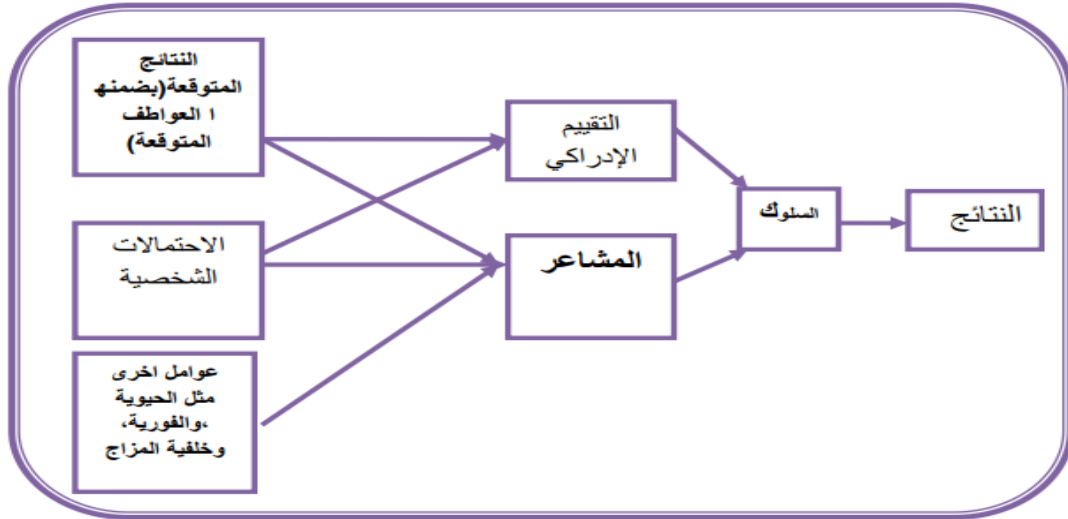 النتائج
المتوقعة(بضمنه
ا العواطف
المتوقعة)
التقييم
الإدراكي
السلوك
النتائج
الاحتمالات
الشخصية
المشاعر
عوامل اخرى
مثل الحيوية
،والفورية،
وخلفية المزاج